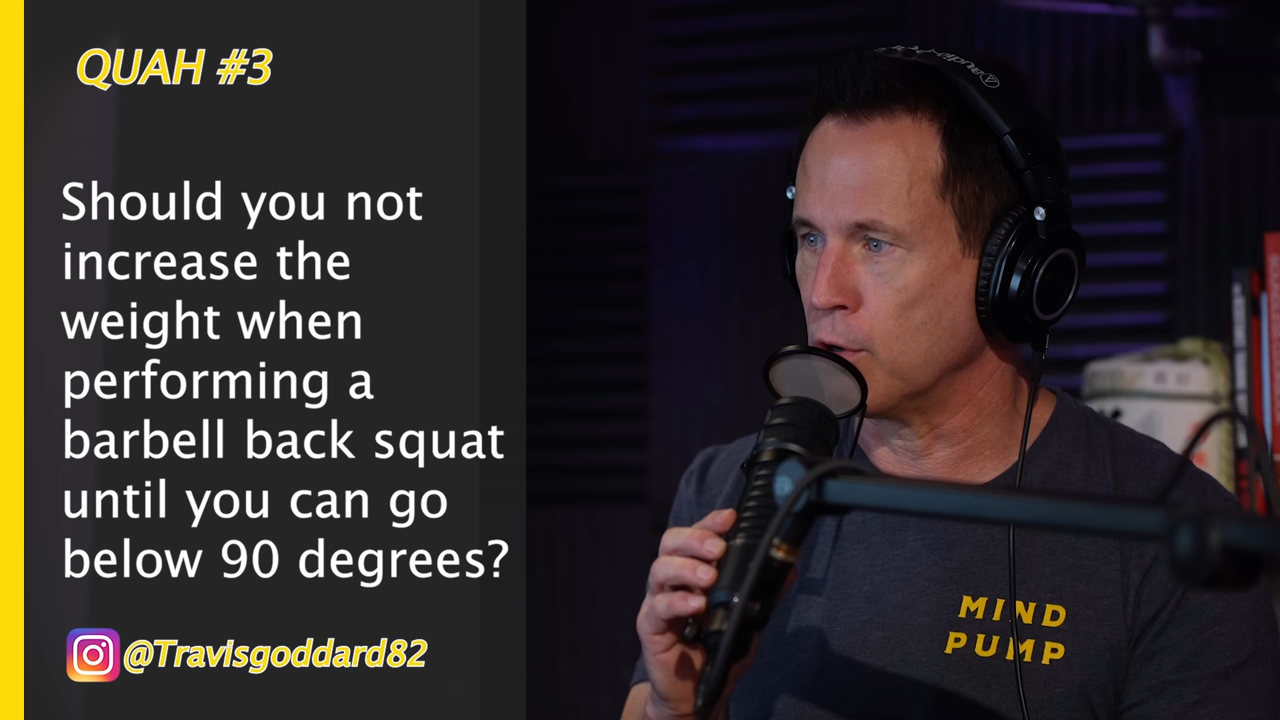 QUAH #3
Should you not
increase the
weight when
performing a
barbell back squat
until you can go
below 90 degrees?
@Travisgoddard82
MIND
PUMP